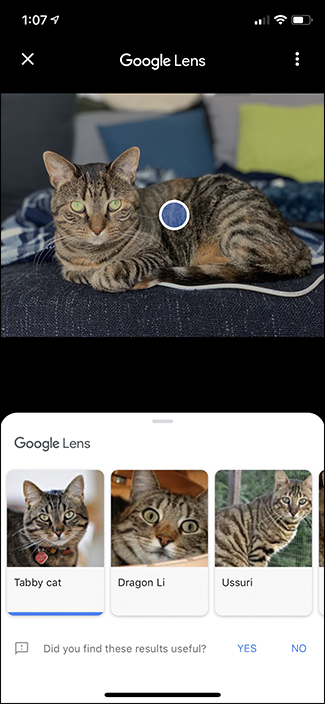 1:07
Google Lens
Google Lens
Tabby cat
Dragon Li
Ussuri
Did you find these results useful?
YES
NO